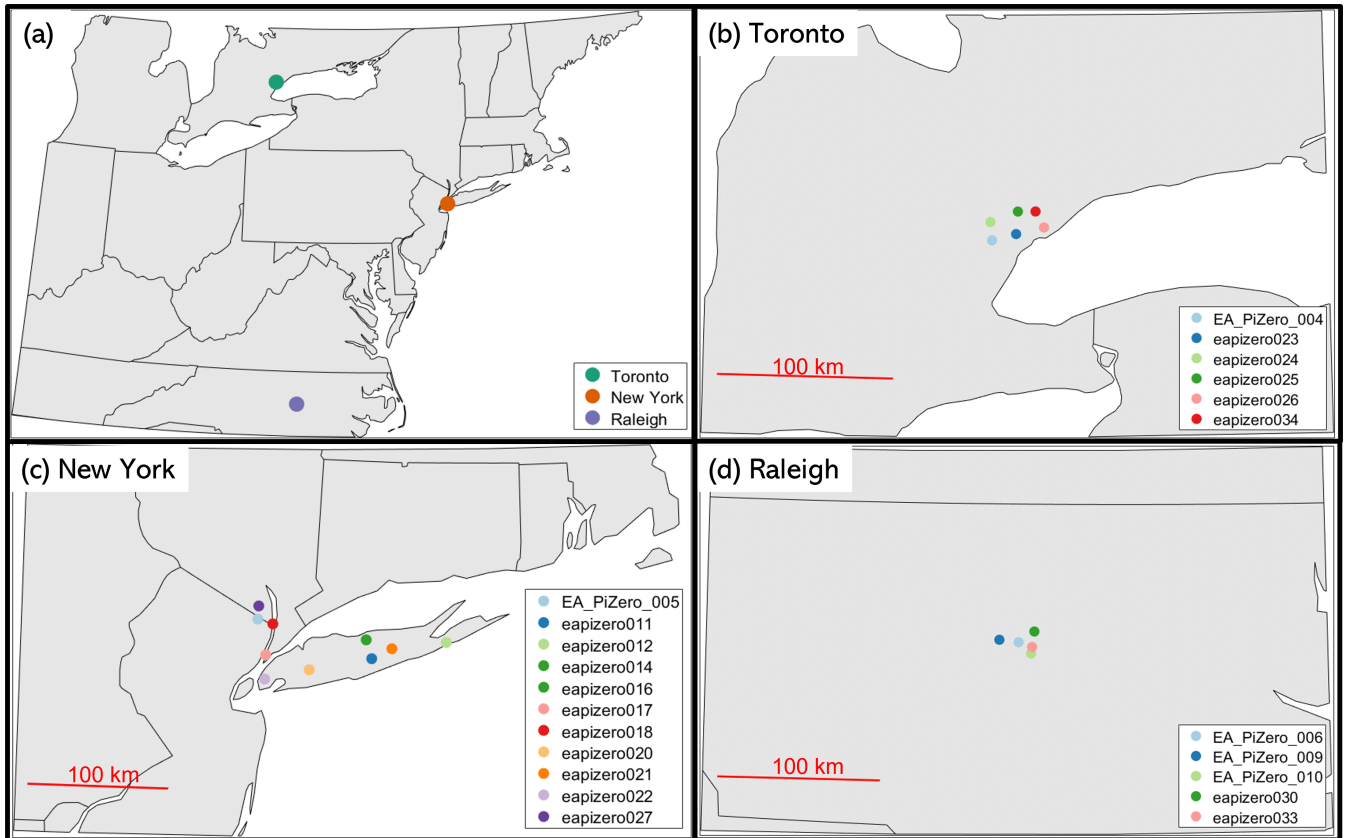 (a)
Toronto
New York
Raleigh
(b) Toronto
100 km
EA_PiZero_004
eapizero023
eapizero024
eapizero025
eapizero026
eapizero034
(c) New York
100 km
EA_PiZero_005
eapizero011
eapizero012
eapizero014
eapizero016
eapizero017
eapizero018
eapizero020
eapizero021
eapizero022
eapizero027
(d) Raleigh
100 km
EA_PiZero_006
EA_PiZero_009
EA_PiZero_010
eapizero030
eapizero033